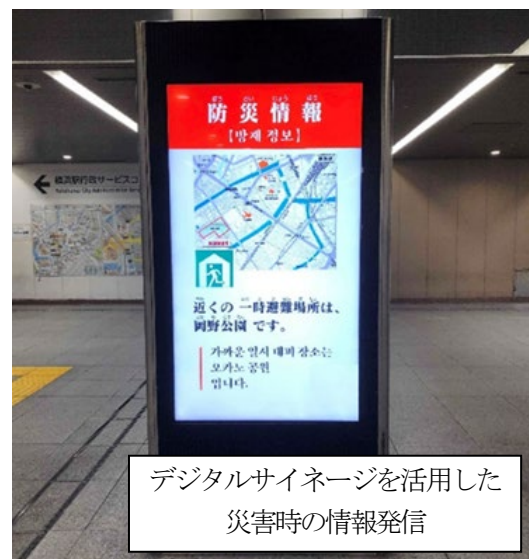 防災情報
【방재 정보】
横浜駅行政サービスコ
近くの 一時避難場所は、
岡野公園 です。
가까운 일시 대피 장소는
오카노 공원
입니다.
デジタルサイネージを活用した
災害時の情報発信